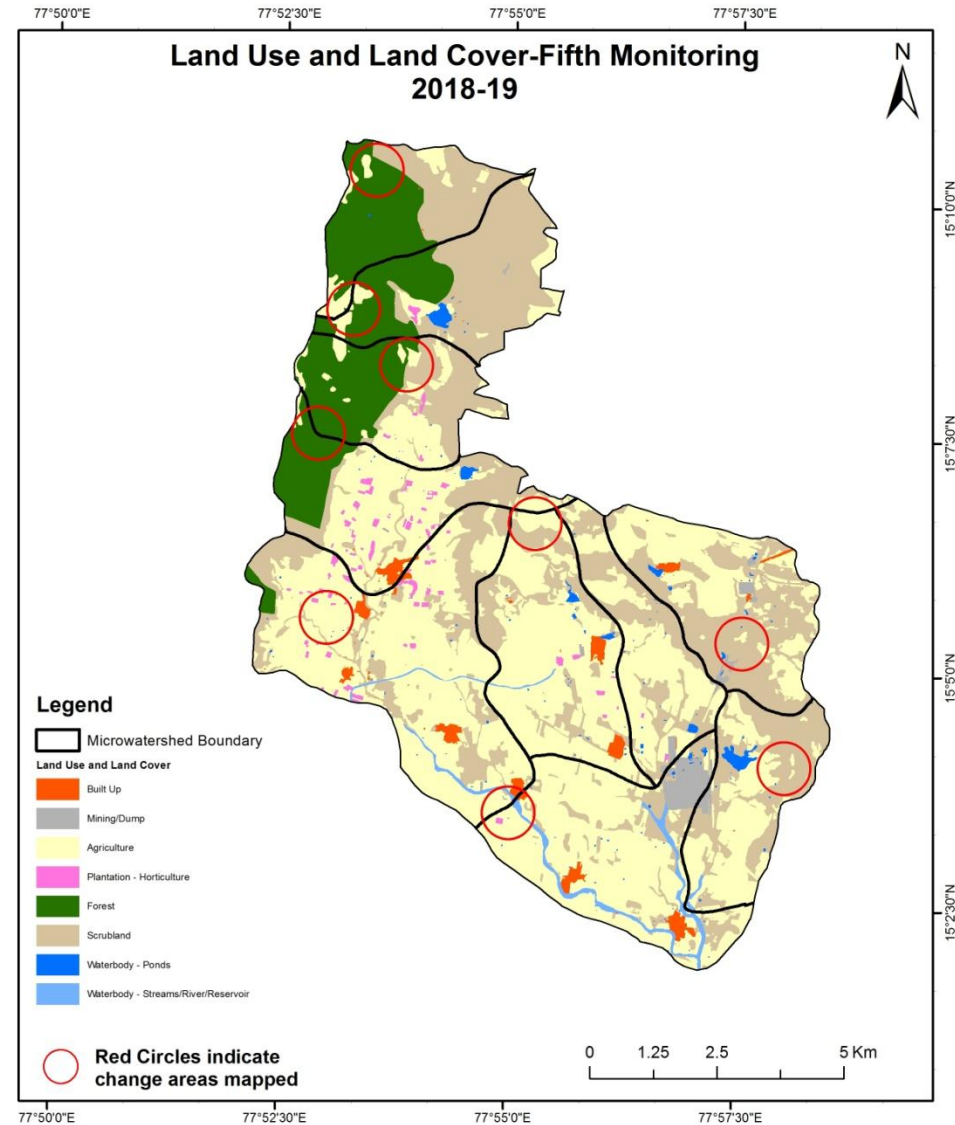 77°50'0"E 77°52'30"E 77°55'0"E 77°57'30"E
Land Use and Land Cover-Fifth Monitoring
2018-19
N
15°10'0"N
15°7'30"N
15°5'0"N
15°2'30"N
Legend
Microwatershed Boundary
Land Use and Land Cover
Built Up
Mining/Dump
Agriculture
Plantation - Horticulture
Forest
Scrubland
Waterbody - Ponds
Waterbody - Streams/River/Reservoir
Red Circles indicate
change areas mapped
0 1.25 2.5 5 Km
77°50'0"E 77°52'30"E 77°55'0"E 77°57'30"E